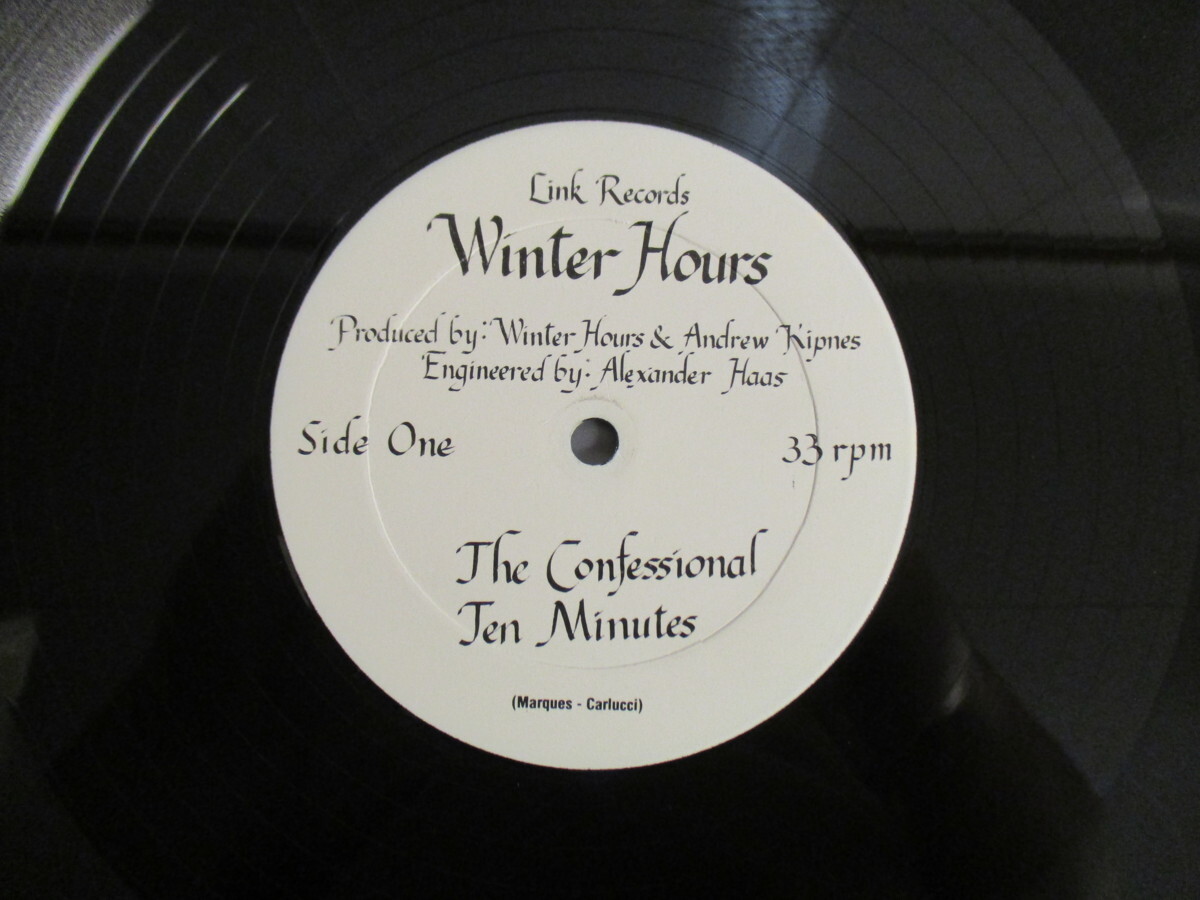 Link Records
Winter Hours
Produced by: Winter Hours & Andrew Kipnes
Engineered by: Alexander Haas
Side One
33 rpm
The Confessional
Ten Minutes
(Marques - Carlucci)